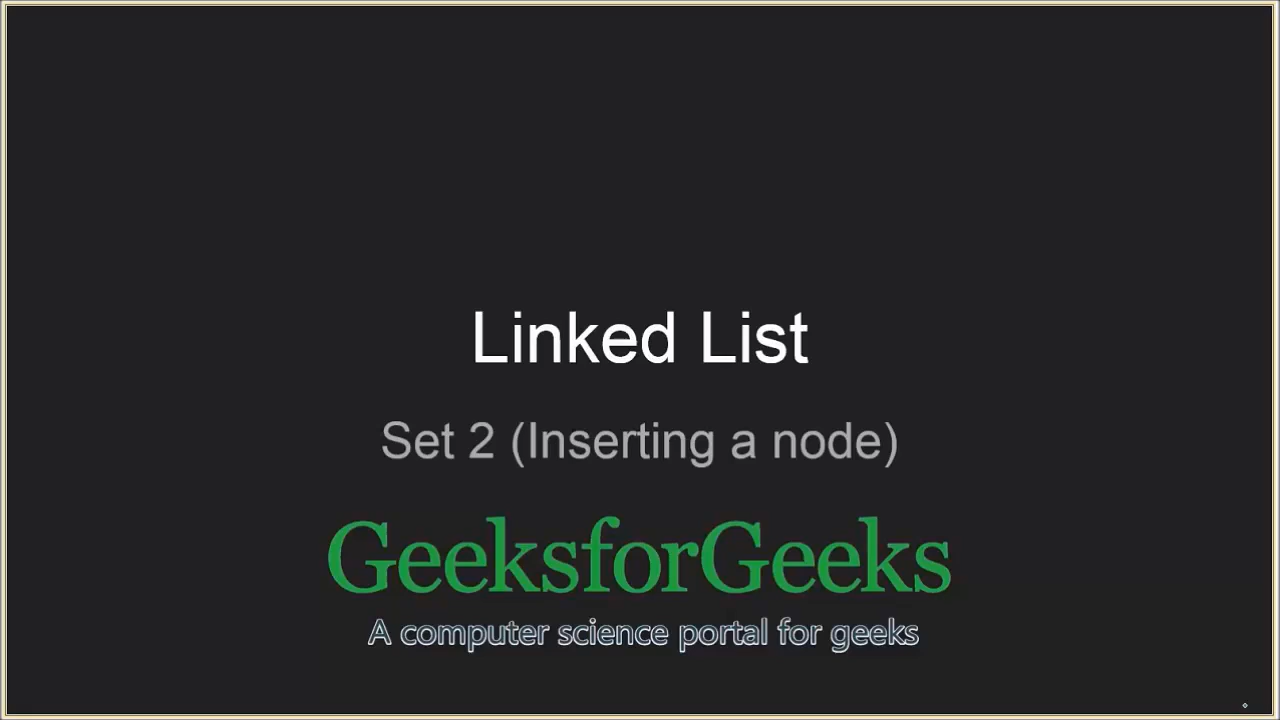 Linked List
Set 2 (Inserting a node)
GeeksforGeeks
A computer science portal for geeks